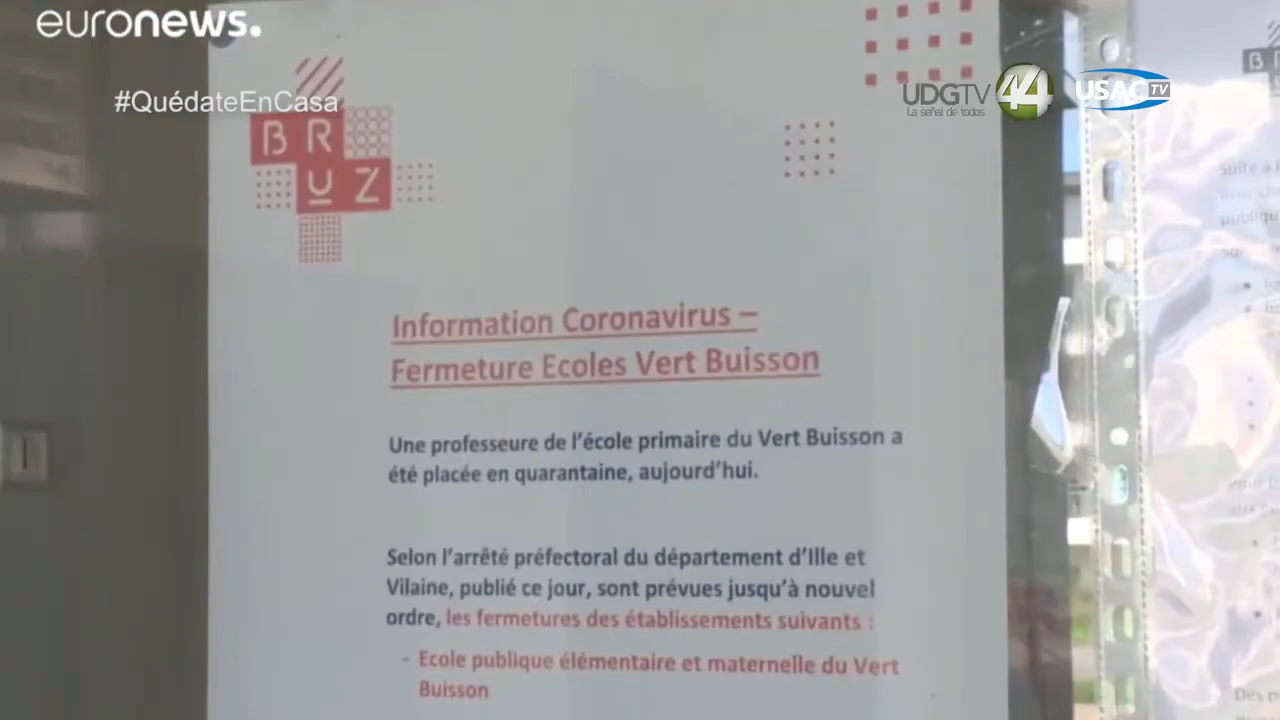 euronews.
#QuédateEnCasa
UDGTV 44
La señal de todos
USAC TV
B R
U Z
Information Coronavirus –
Fermeture Ecoles Vert Buisson
Une professeure de l'école primaire du Vert Buisson a
été placée en quarantaine, aujourd'hui.
Selon l'arrêté préfectoral du département d'Ille et
Vilaine, publié ce jour, sont prévues jusqu'à nouvel
ordre, les fermetures des établissements suivants :
- Ecole publique élémentaire et maternelle du Vert
Buisson